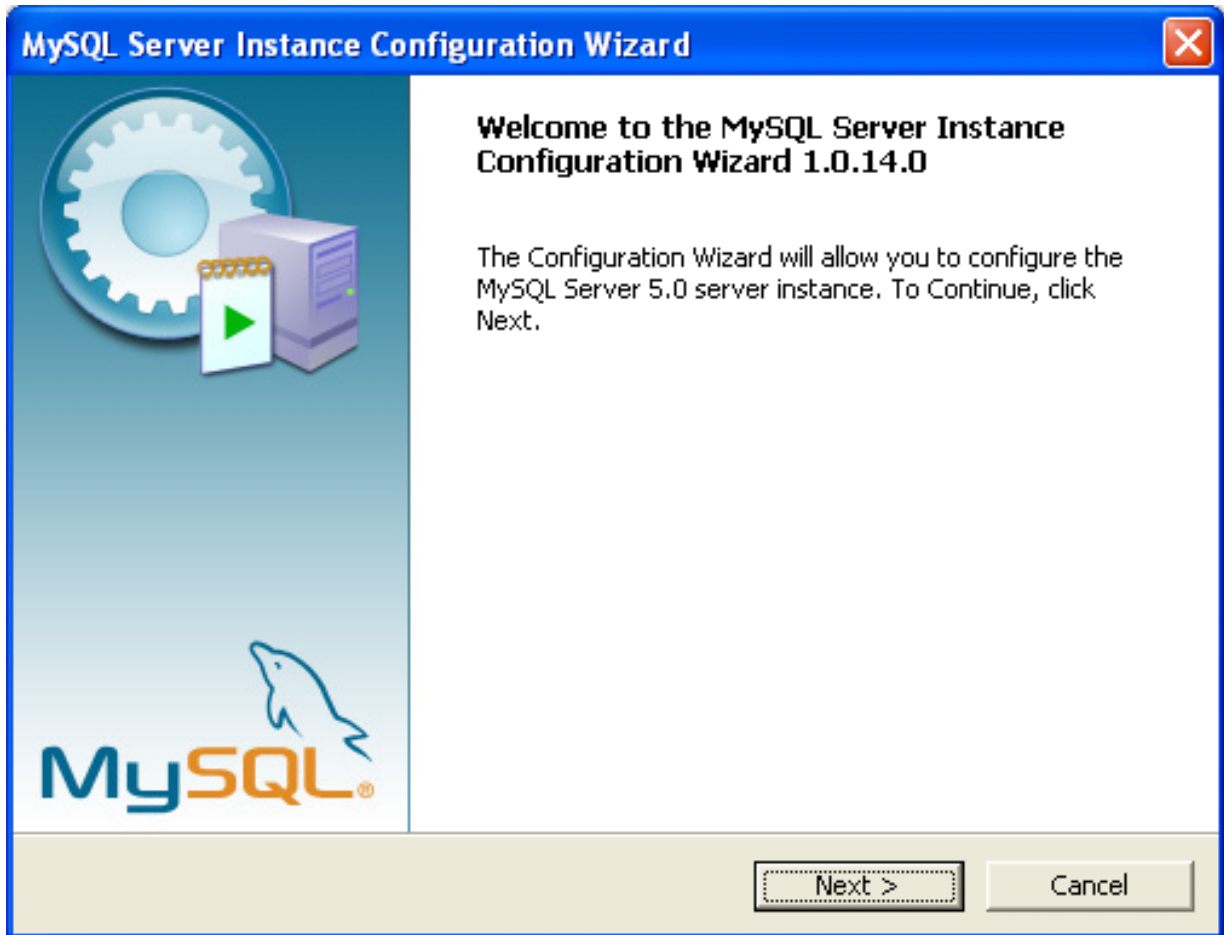 MySQL Server Instance Configuration Wizard
Welcome to the MySQL Server Instance
Configuration Wizard 1.0.14.0
The Configuration Wizard will allow you to configure the
MySQL Server 5.0 server instance. To Continue, click
Next.
MySQL®
Next >
Cancel